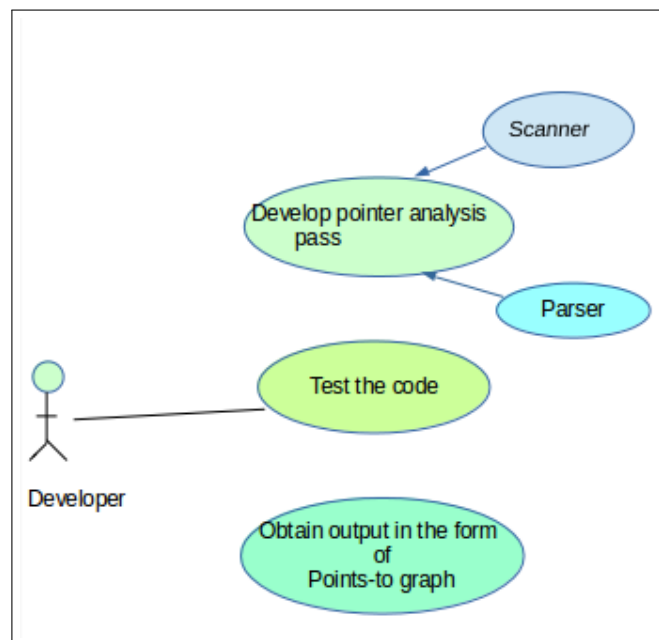 Scanner
Develop pointer analysis
pass
Parser
Test the code
Developer
Obtain output in the form
of
Points-to graph